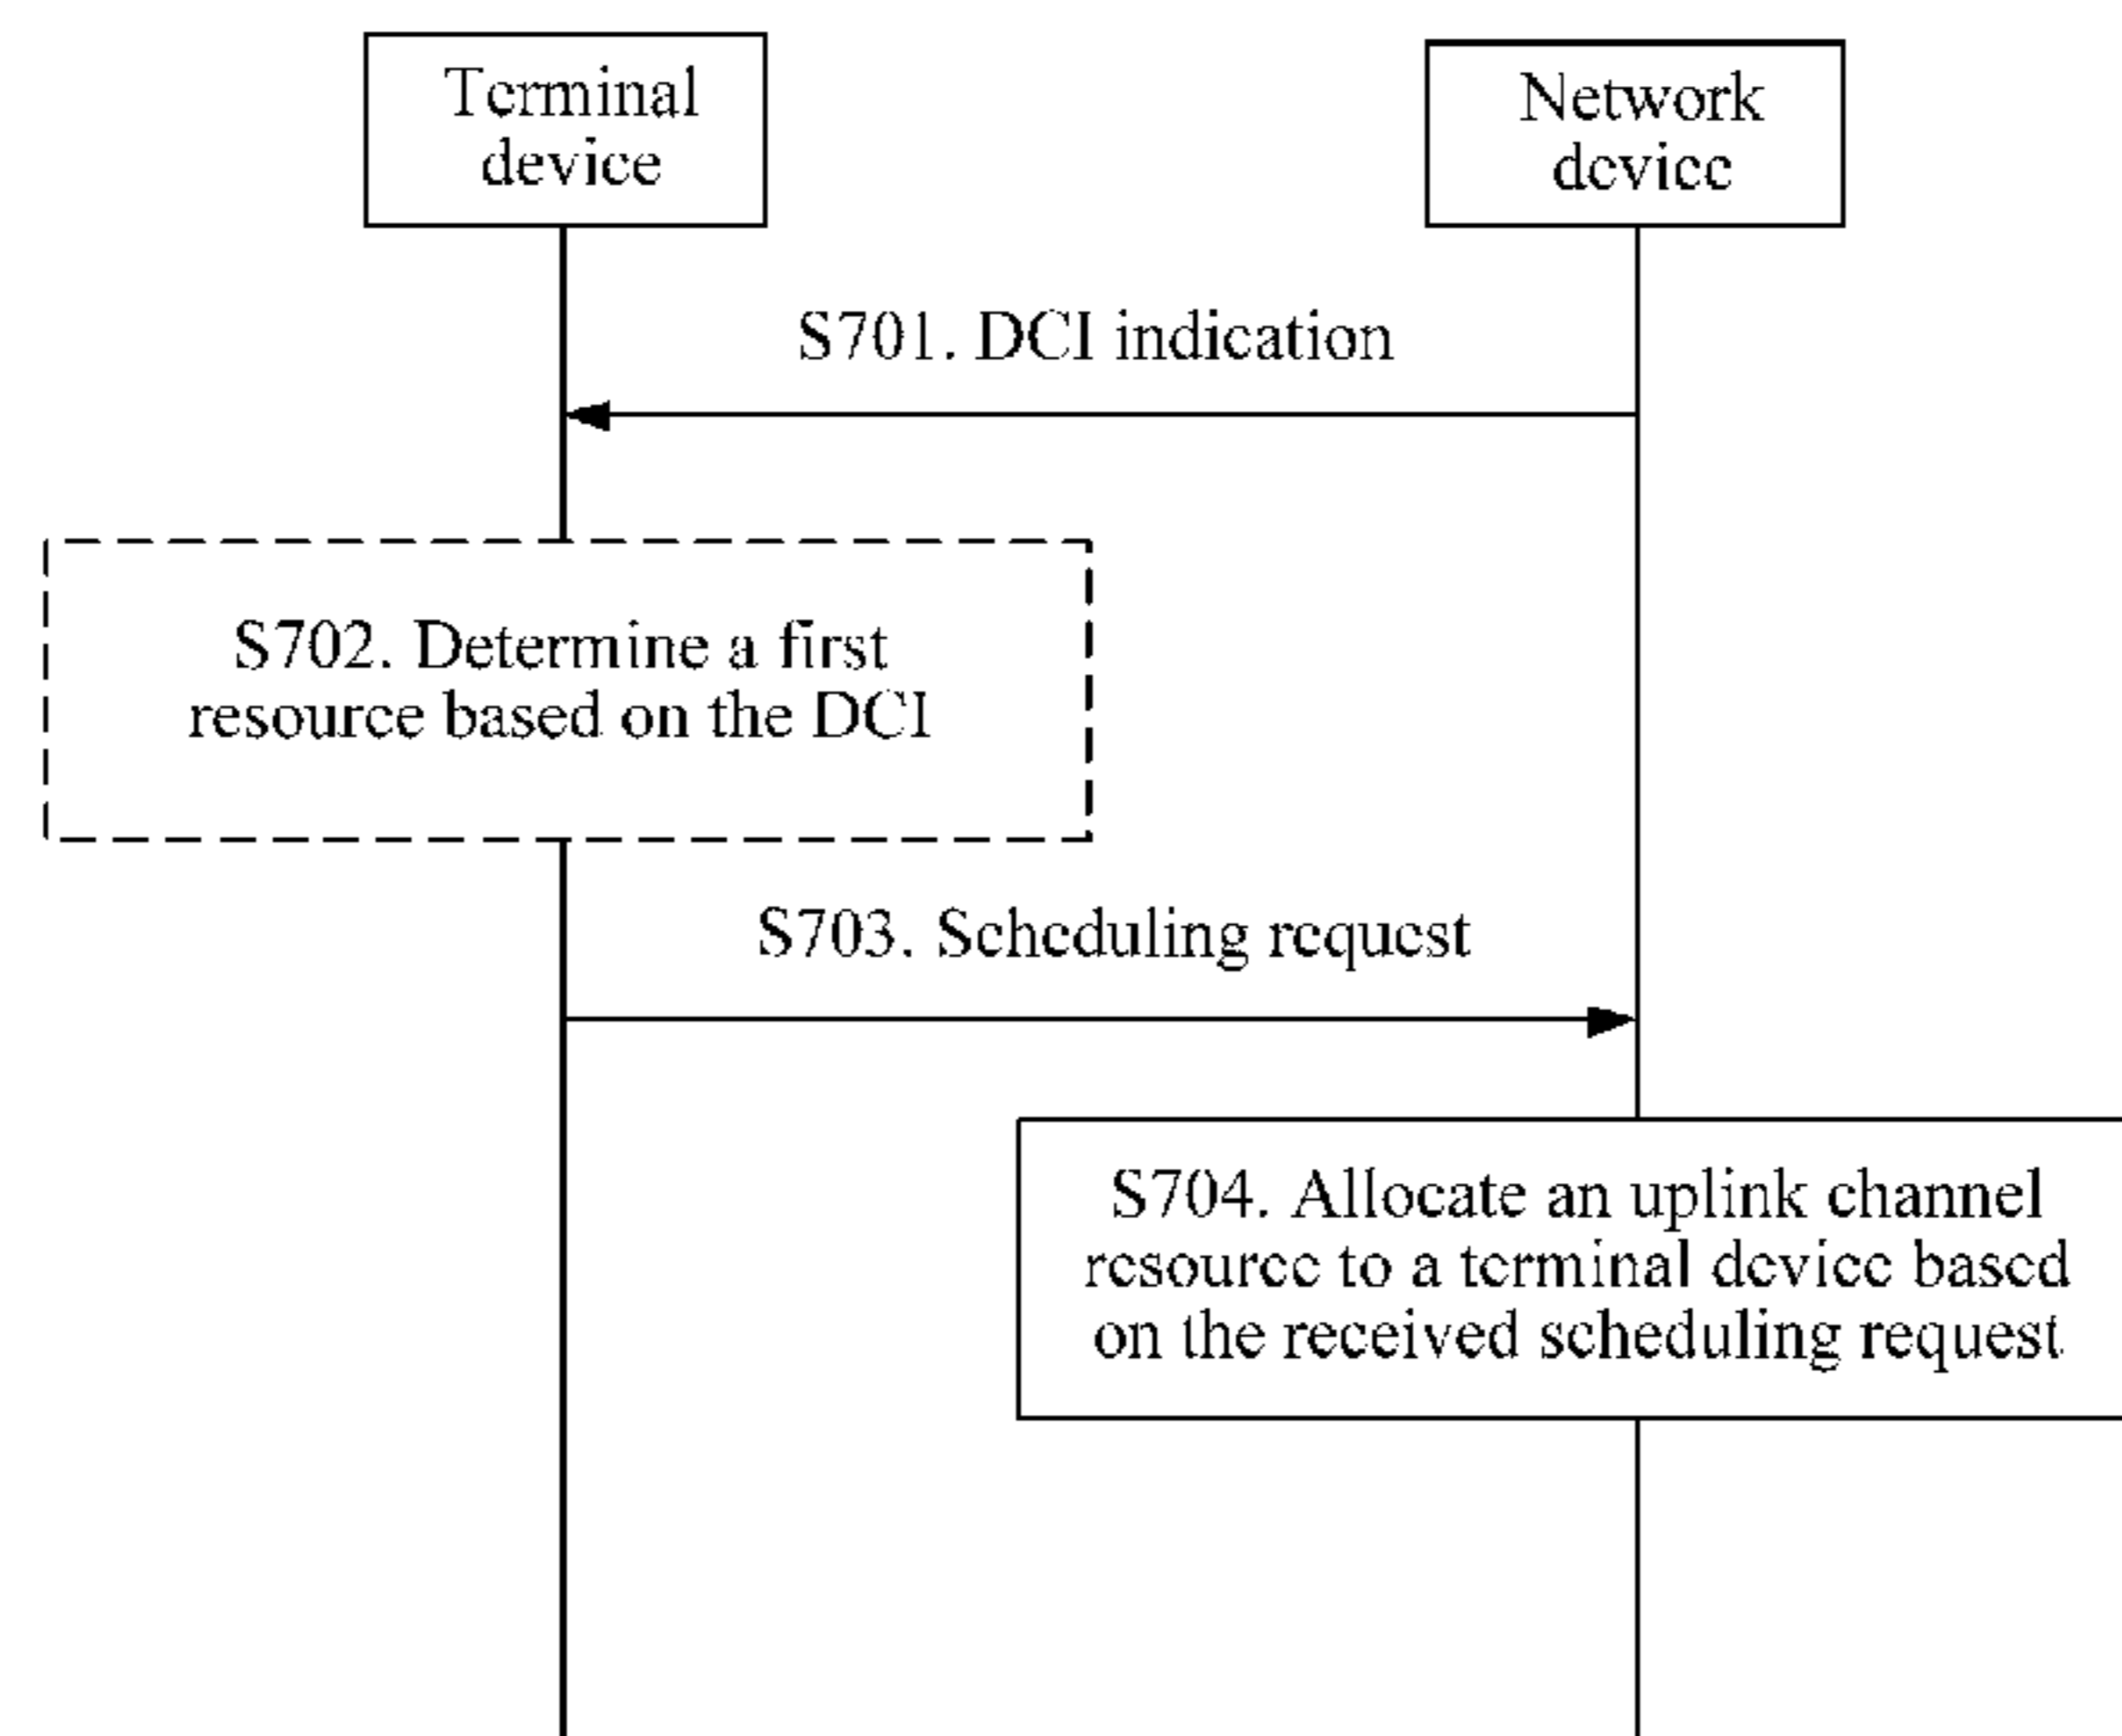 Terminal
device
Network
device
S701. DCI indication
S702. Determine a first
resource based on the DCI
S703. Scheduling request
S704. Allocate an uplink channel
resource to a terminal device based
on the received scheduling request